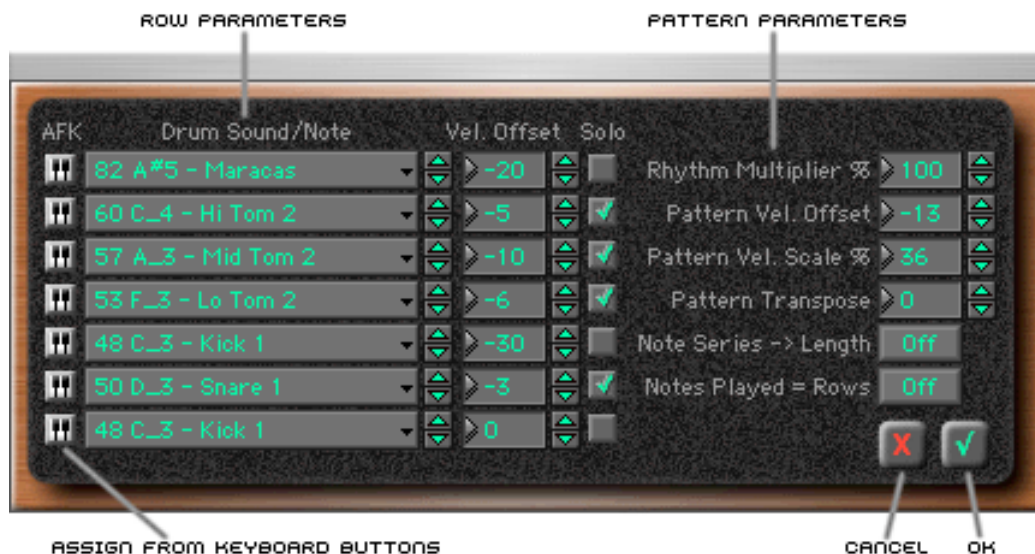 ROW PARAMETERS PATTERN PARAMETERS
AFK Drum Sound/Note Vel. Offset Solo
82 A#5 - Maracas -20 Rhythm Multiplier % 100
60 C_4 - Hi Tom 2 -5 Pattern Vel. Offset -13
57 A_3 - Mid Tom 2 -10 Pattern Vel. Scale % 36
53 F_3 - Lo Tom 2 -6 Pattern Transpose 0
48 C_3 - Kick 1 -30 Note Series -> Length Off
50 D_3 - Snare 1 -3 Notes Played = Rows Off
48 C_3 - Kick 1 0
X √
ASSIGN FROM KEYBOARD BUTTONS CANCEL OK